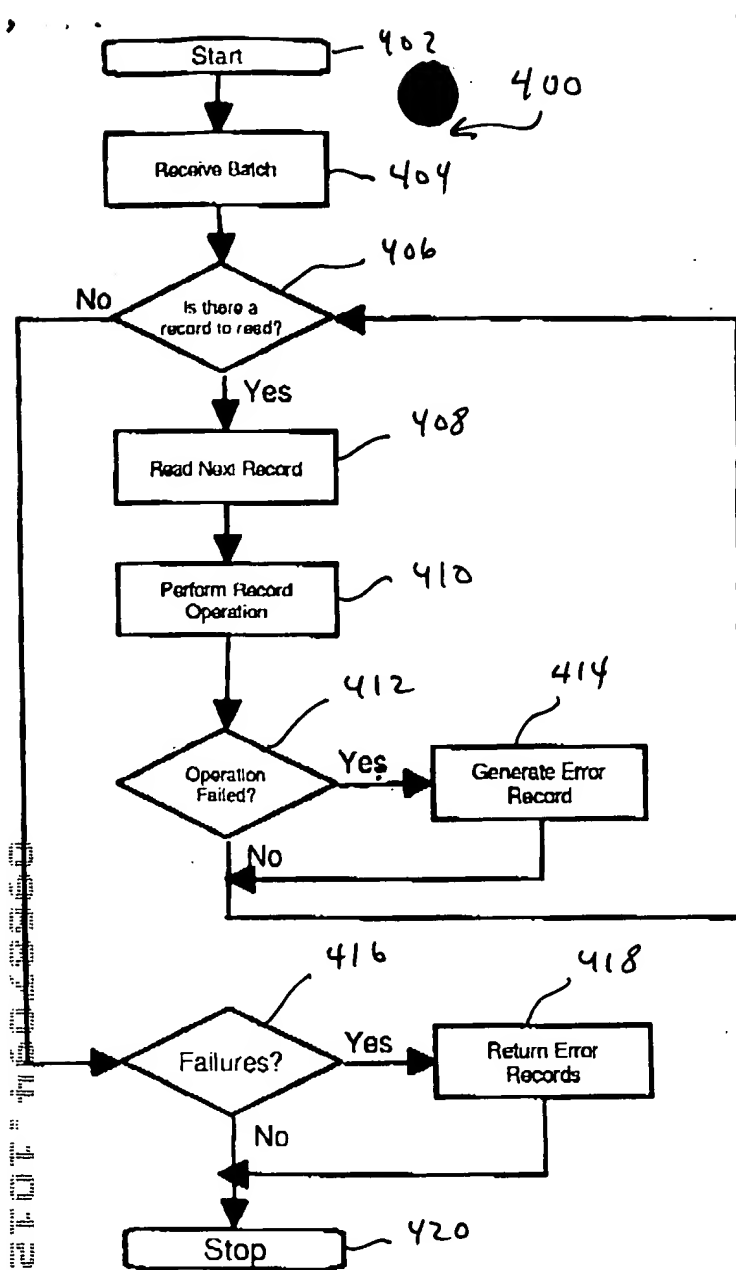 Start
402
400
Receive Batch
404
406
No
Is there a
record to read?
Yes
408
Read Next Record
410
Perform Record
Operation
412
414
Operation
Failed?
Yes
Generate Error
Record
No
416
418
Failures?
Yes
Return Error
Records
No
Stop
420